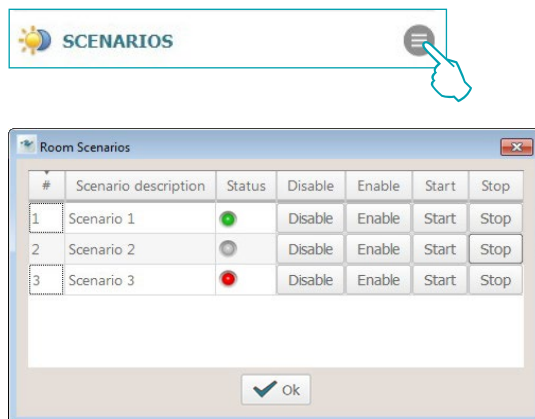 SCENARIOS
Room Scenarios
# Scenario description Status Disable Enable Start Stop
1 Scenario 1 Disable Enable Start Stop
2 Scenario 2 Disable Enable Start Stop
3 Scenario 3 Disable Enable Start Stop
Ok